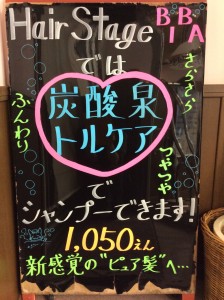 Hair Stage
BiBi
IA
では
炭酸泉
トルケア
で
シャンプーできます!
1,050えん
新感覚の"ピュア髪"へ…
さらさら
つやつや
ふんわり